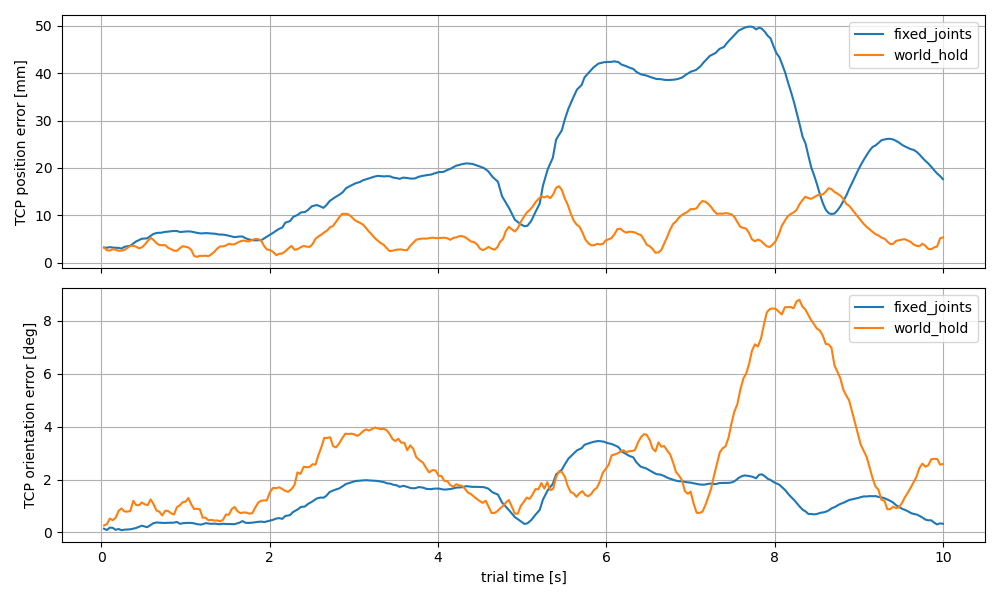 TCP position error [mm]
50
40
30
20
10
0
fixed_joints
world_hold
TCP orientation error [deg]
8
6
4
2
0
fixed_joints
world_hold
0 2 4 6 8 10
trial time [s]